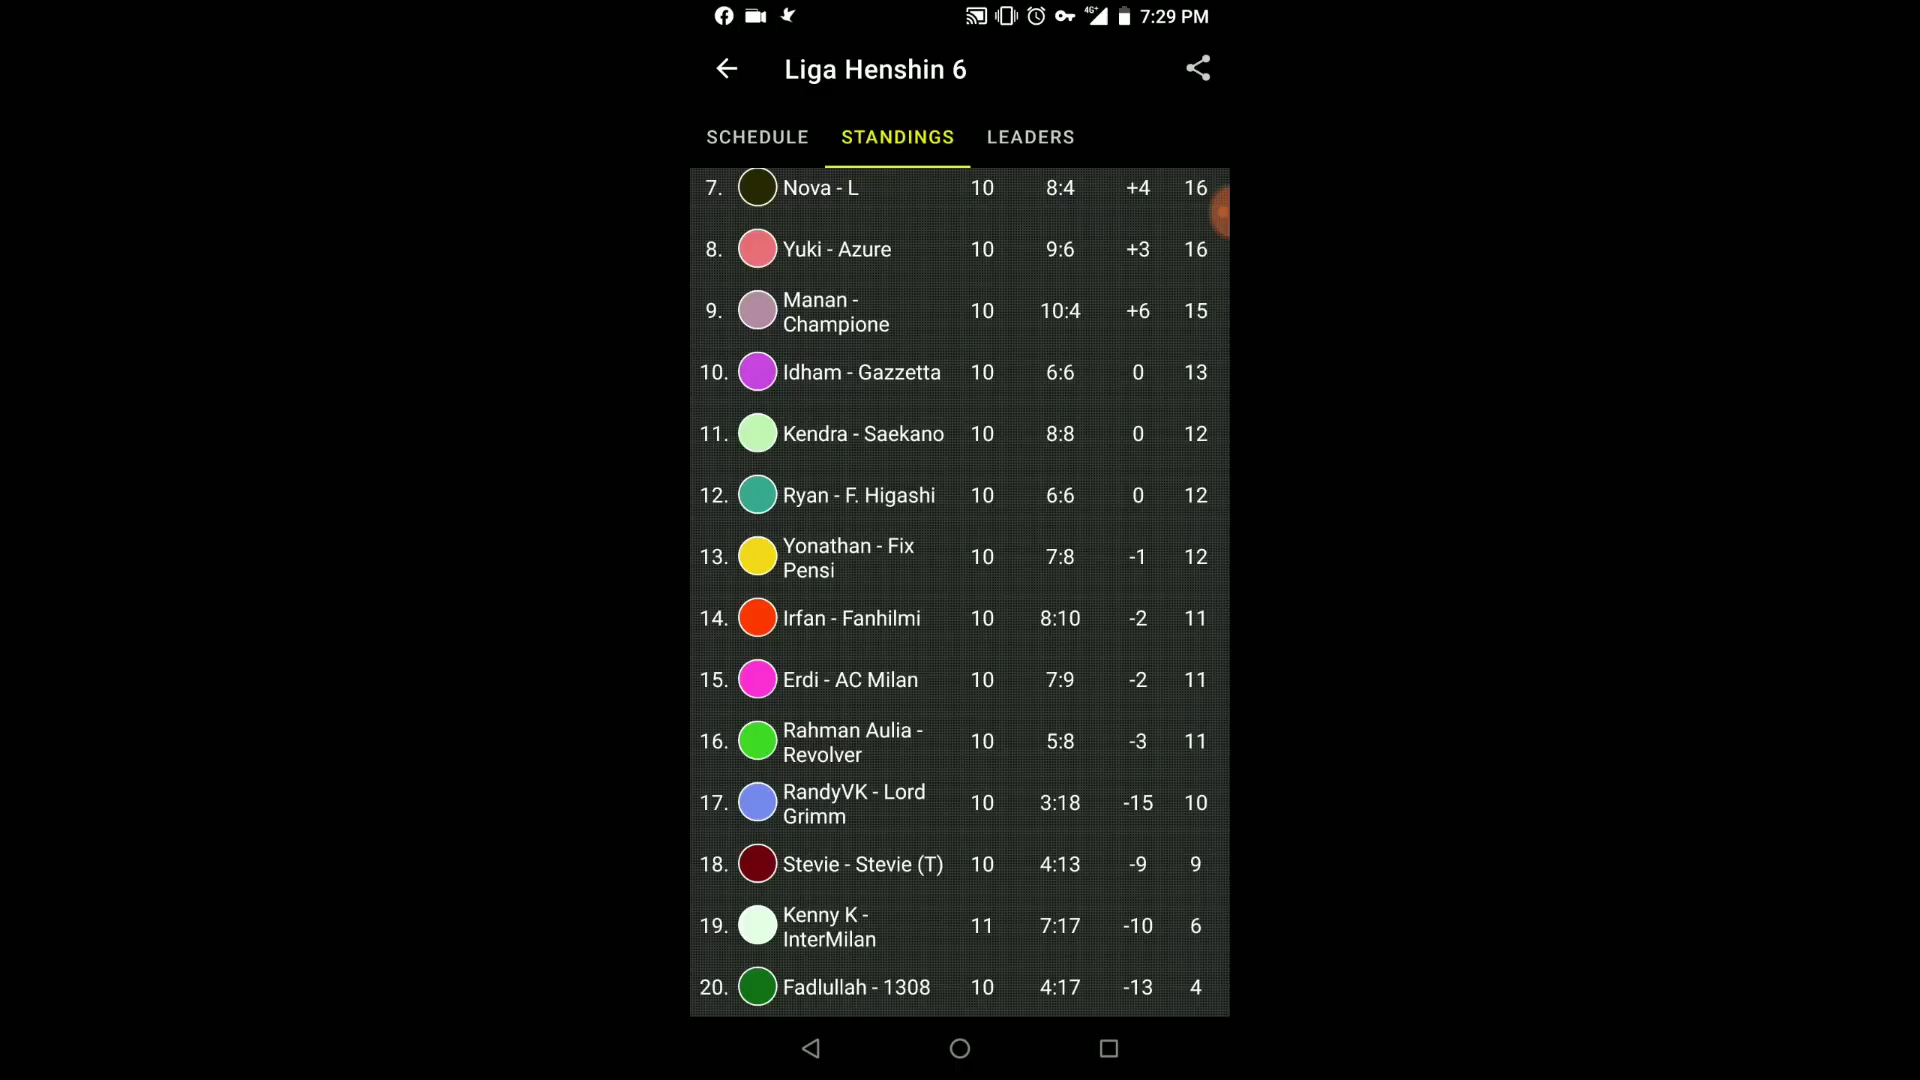 4G+ 7:29 PM
Liga Henshin 6
SCHEDULE STANDINGS LEADERS
7. Nova - L 10 8:4 +4 16
8. Yuki - Azure 10 9:6 +3 16
9. Manan - Champione 10 10:4 +6 15
10. Idham - Gazzetta 10 6:6 0 13
11. Kendra - Saekano 10 8:8 0 12
12. Ryan - F. Higashi 10 6:6 0 12
13. Yonathan - Fix Pensi 10 7:8 -1 12
14. Irfan - Fanhilmi 10 8:10 -2 11
15. Erdi - AC Milan 10 7:9 -2 11
16. Rahman Aulia - Revolver 10 5:8 -3 11
17. RandyVK - Lord Grimm 10 3:18 -15 10
18. Stevie - Stevie (T) 10 4:13 -9 9
19. Kenny K - InterMilan 11 7:17 -10 6
20. Fadlullah - 1308 10 4:17 -13 4